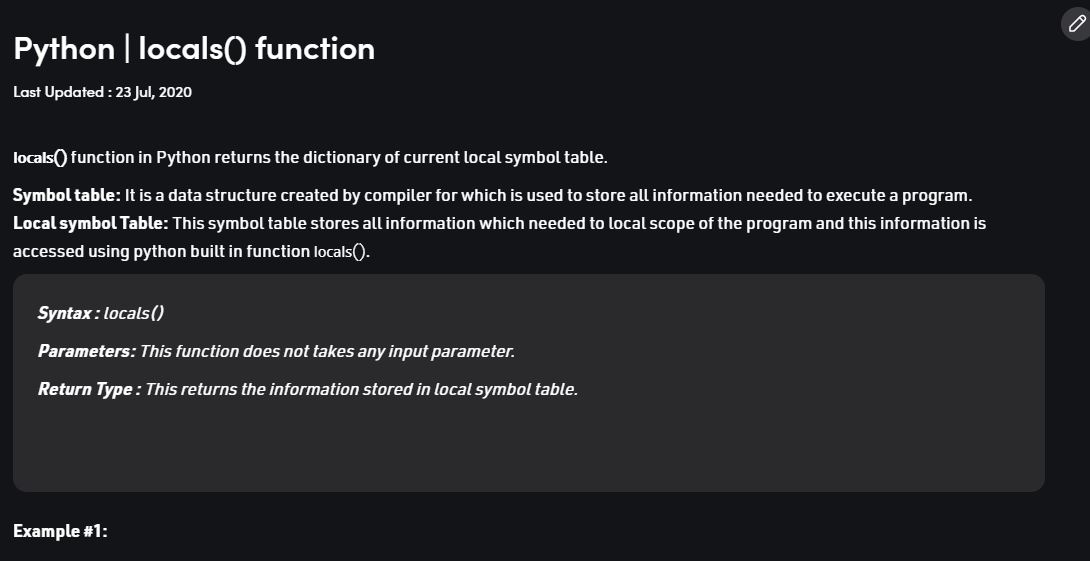 Python | locals() function
Last Updated : 23 Jul, 2020
locals() function in Python returns the dictionary of current local symbol table.
Symbol table: It is a data structure created by compiler for which is used to store all information needed to execute a program.
Local symbol Table: This symbol table stores all information which needed to local scope of the program and this information is
accessed using python built in function locals().
Syntax : locals()
Parameters: This function does not takes any input parameter.
Return Type : This returns the information stored in local symbol table.
Example #1: